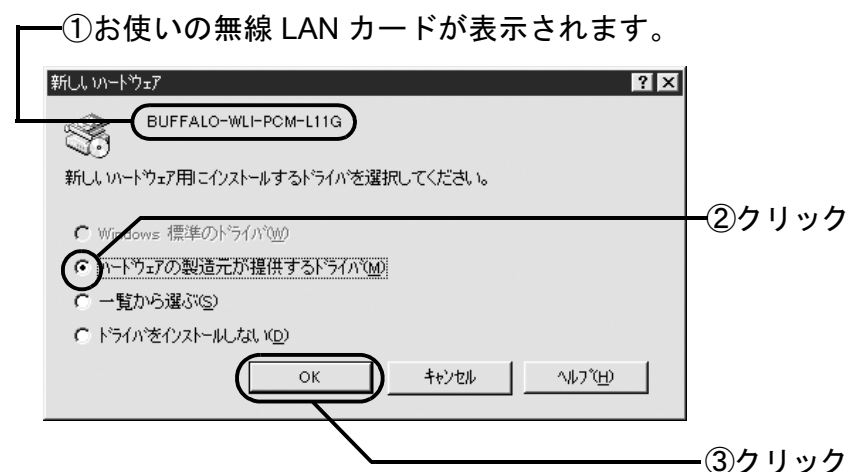 ①お使いの無線 LAN カードが表示されます。
新しいハードウェア
BUFFALO-WLI-PCM-L11G
新しいハードウェア用にインストールするドライバを選択してください。
②クリック
Windows 標準のドライバ(W)
ハードウェアの製造元が提供するドライバ(M)
一覧から選ぶ(S)
ドライバをインストールしない(D)
OK キャンセル ヘルプ(H)
③クリック